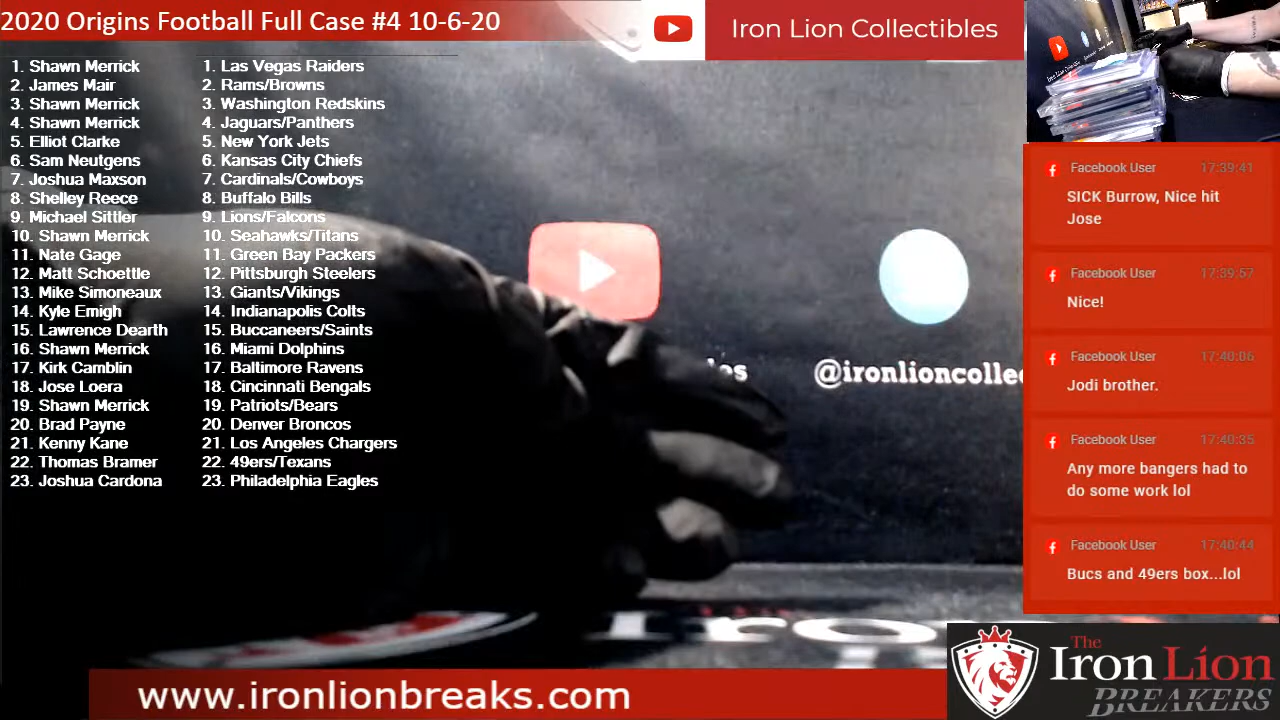 2020 Origins Football Full Case #4 10-6-20
Iron Lion Collectibles
1. Shawn Merrick
2. James Mair
3. Shawn Merrick
4. Shawn Merrick
5. Elliot Clarke
6. Sam Neutgens
7. Joshua Maxson
8. Shelley Reece
9. Michael Sittler
10. Shawn Merrick
11. Nate Gage
12. Matt Schoettle
13. Mike Simoneaux
14. Kyle Emigh
15. Lawrence Dearth
16. Shawn Merrick
17. Kirk Camblin
18. Jose Loera
19. Shawn Merrick
20. Brad Payne
21. Kenny Kane
22. Thomas Bramer
23. Joshua Cardona
1. Las Vegas Raiders
2. Rams/Browns
3. Washington Redskins
4. Jaguars/Panthers
5. New York Jets
6. Kansas City Chiefs
7. Cardinals/Cowboys
8. Buffalo Bills
9. Lions/Falcons
10. Seahawks/Titans
11. Green Bay Packers
12. Pittsburgh Steelers
13. Giants/Vikings
14. Indianapolis Colts
15. Buccaneers/Saints
16. Miami Dolphins
17. Baltimore Ravens
18. Cincinnati Bengals
19. Patriots/Bears
20. Denver Broncos
21. Los Angeles Chargers
22. 49ers/Texans
23. Philadelphia Eagles
@ironlioncolle
Iro
Facebook User 17:39:41
SICK Burrow, Nice hit
Jose
Facebook User 17:39:57
Nice!
Facebook User 17:40:06
Jodi brother.
Facebook User 17:40:35
Any more bangers had to
do some work lol
Facebook User 17:40:44
Bucs and 49ers box...lol
The
Iron Lion
BREAKERS
www.ironlionbreaks.com